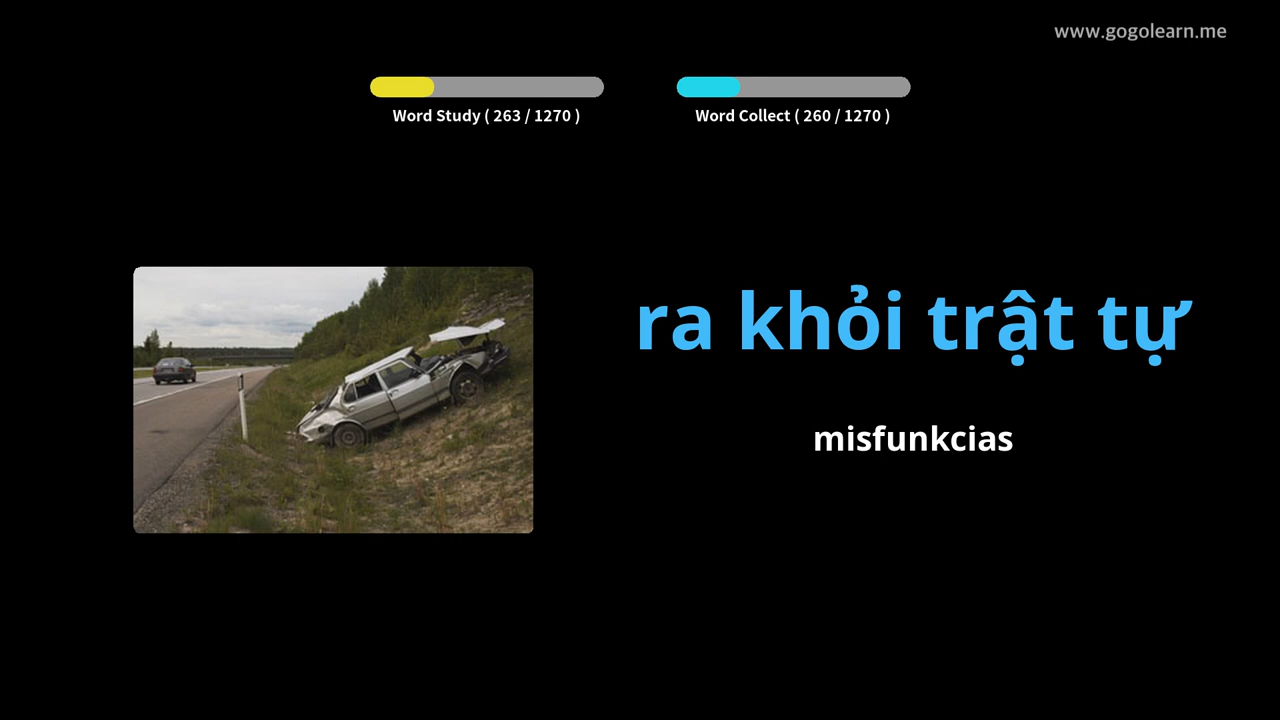 www.gogolearn.me
Word Study ( 263 / 1270 )
Word Collect ( 260 / 1270 )
ra khỏi trật tự
misfunkcias